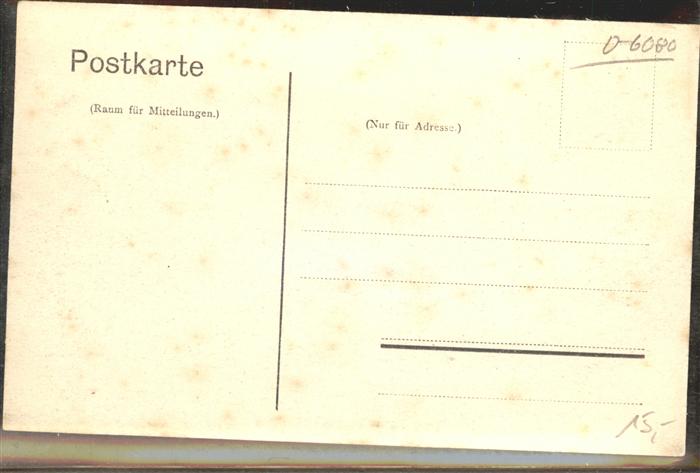 D-6080
Postkarte
(Raum für Mitteilungen.)
(Nur für Adresse.)
15,-